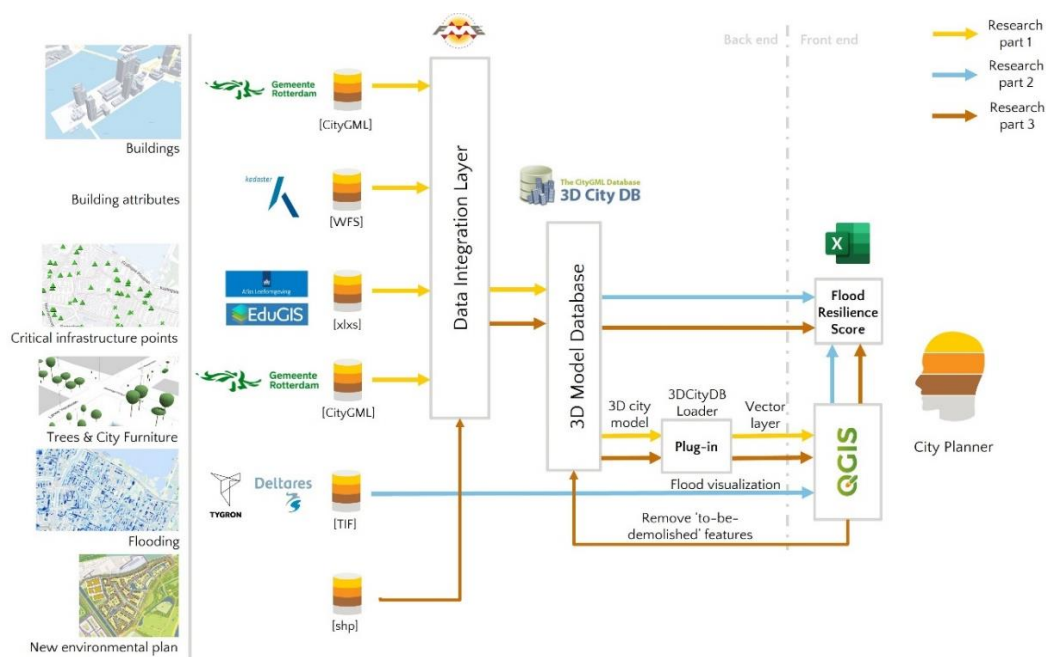 FME
Back end
Front end
Research
part 1
Research
part 2
Research
part 3
Gemeente
Rotterdam
[CityGML]
Buildings
kadaster
[WFS]
Building attributes
Data Integration Layer
The CityGML Database
3D City DB
3D Model Database
Atlas Leefomgeving
EduGIS
[xlxs]
Critical infrastructure points
Gemeente
Rotterdam
[CityGML]
Trees & City Furniture
X
Flood
Resilience
Score
3D city
model
3DCityDB
Loader
Plug-in
Vector
layer
QGIS
City Planner
TYGRON
Deltares
[TIF]
Flood visualization
Flooding
Remove 'to-be-
demolished' features
[shp]
New environmental plan